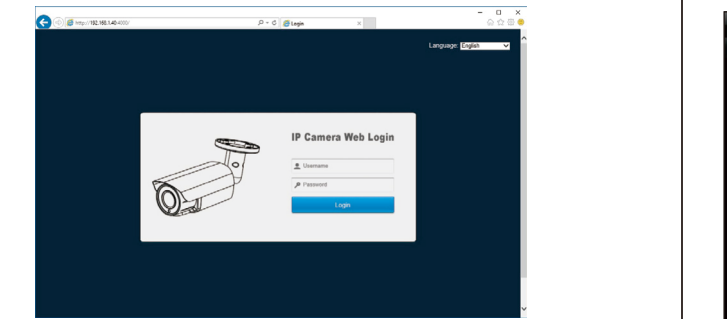 http://192.168.1.40:4000/
Login
Language: English
IP Camera Web Login
Username
Password
Login